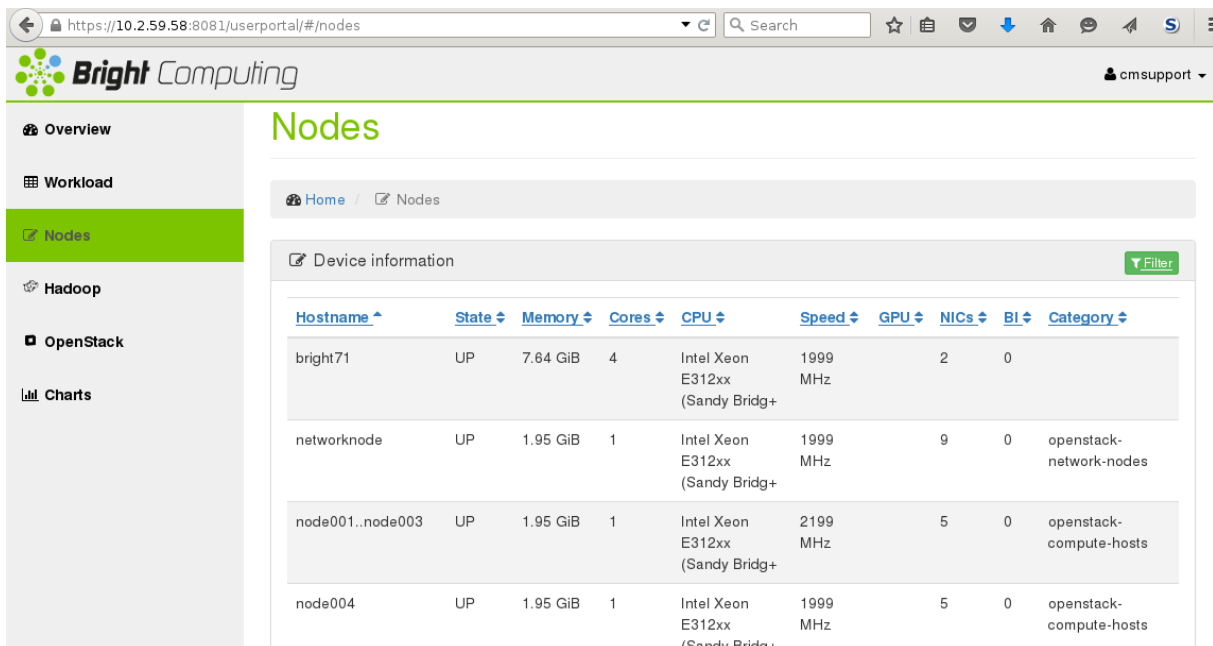 https://10.2.59.58:8081/userportal/#/nodes
Search
S
Bright Computing
cmsupport
Overview
Workload
Nodes
Hadoop
OpenStack
Charts
Nodes
Home / Nodes
Device information
Filter
Hostname State Memory Cores CPU Speed GPU NICs BI Category
bright71 UP 7.64 GiB 4 Intel Xeon 1999 2 0
E312xx MHz
(Sandy Bridg+
networknode UP 1.95 GiB 1 Intel Xeon 1999 9 0 openstack-
E312xx MHz network-nodes
(Sandy Bridg+
node001..node003 UP 1.95 GiB 1 Intel Xeon 2199 5 0 openstack-
E312xx MHz compute-hosts
(Sandy Bridg+
node004 UP 1.95 GiB 1 Intel Xeon 1999 5 0 openstack-
E312xx MHz compute-hosts
(Sandy Bridg+